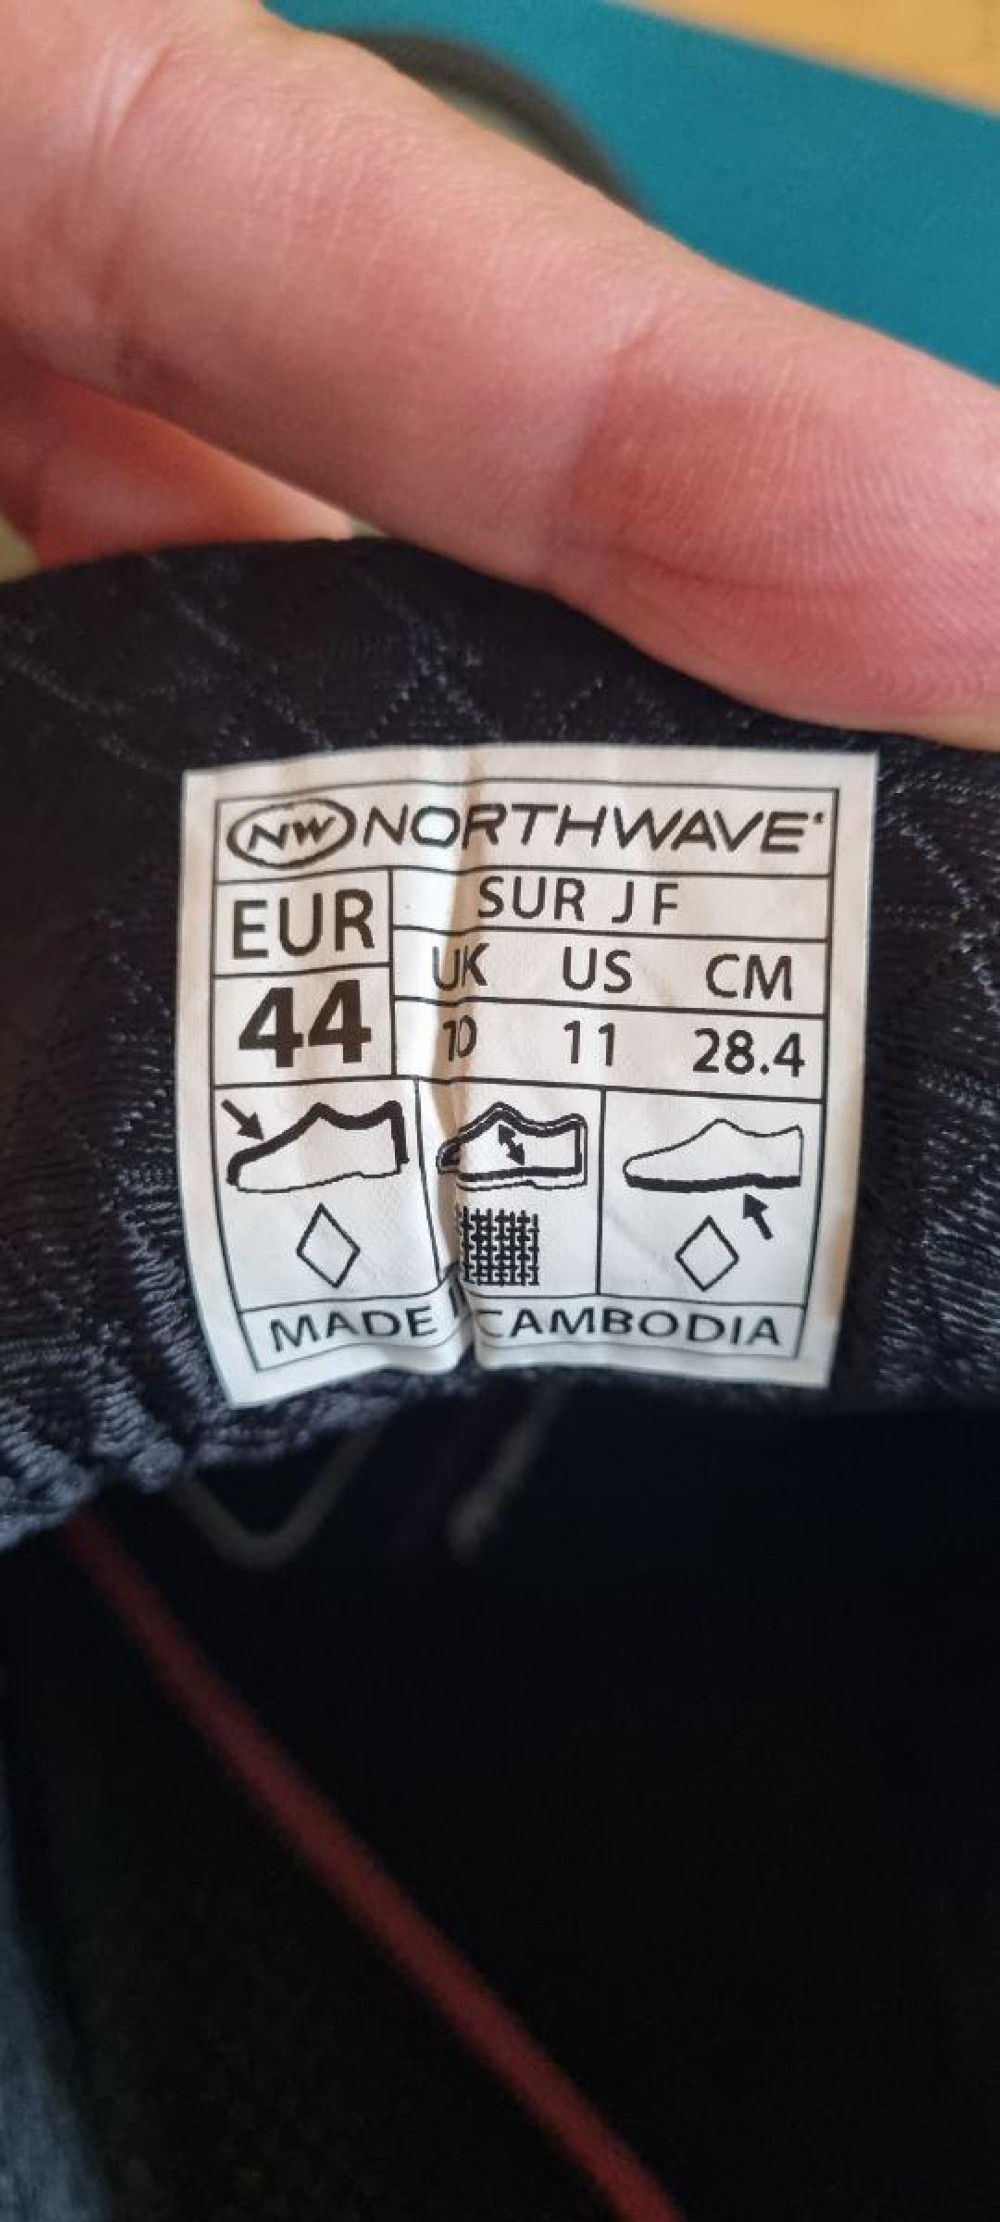 NW NORTHWAVE
EUR SUR J F
44 UK US CM
10 11 28.4
MADE CAMBODIA